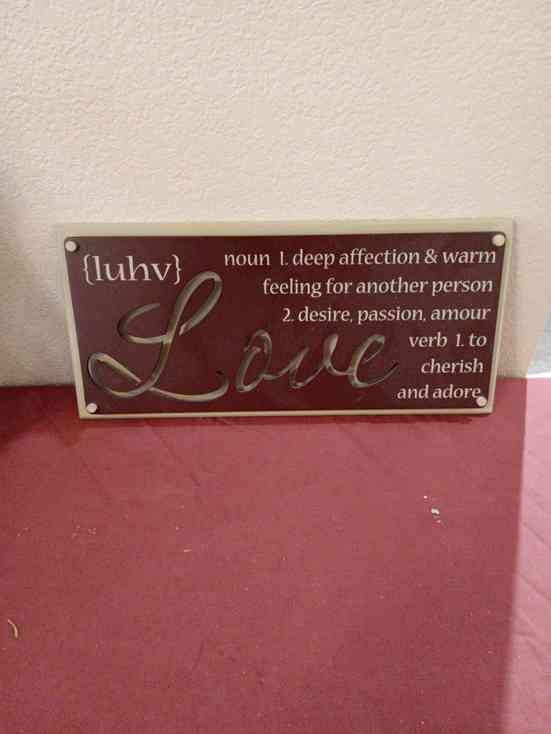 {luhv}
Love
noun 1. deep affection & warm
feeling for another person
2. desire, passion, amour
verb 1. to
cherish
and adore